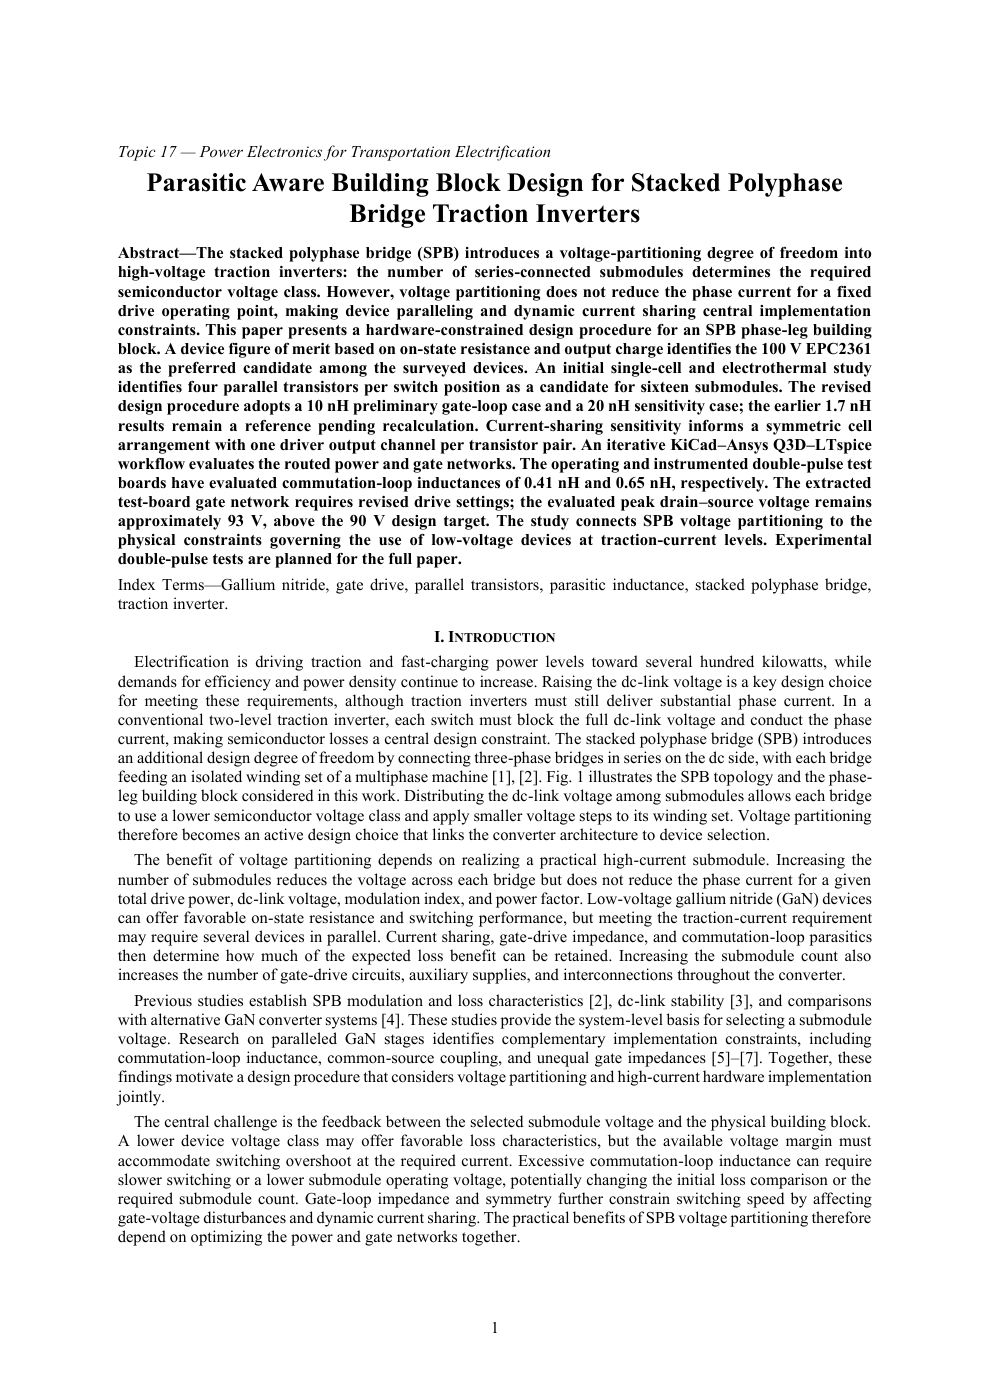 Topic 17 — Power Electronics for Transportation Electrification
Parasitic Aware Building Block Design for Stacked Polyphase
Bridge Traction Inverters
Abstract—The stacked polyphase bridge (SPB) introduces a voltage-partitioning degree of freedom into
high-voltage traction inverters: the number of series-connected submodules determines the required
semiconductor voltage class. However, voltage partitioning does not reduce the phase current for a fixed
drive operating point, making device paralleling and dynamic current sharing central implementation
constraints. This paper presents a hardware-constrained design procedure for an SPB phase-leg building
block. A device figure of merit based on on-state resistance and output charge identifies the 100 V EPC2361
as the preferred candidate among the surveyed devices. An initial single-cell and electrothermal study
identifies four parallel transistors per switch position as a candidate for sixteen submodules. The revised
design procedure adopts a 10 nH preliminary gate-loop case and a 20 nH sensitivity case; the earlier 1.7 nH
results remain a reference pending recalculation. Current-sharing sensitivity informs a symmetric cell
arrangement with one driver output channel per transistor pair. An iterative KiCad–Ansys Q3D–LTspice
workflow evaluates the routed power and gate networks. The operating and instrumented double-pulse test
boards have evaluated commutation-loop inductances of 0.41 nH and 0.65 nH, respectively. The extracted
test-board gate network requires revised drive settings; the evaluated peak drain–source voltage remains
approximately 93 V, above the 90 V design target. The study connects SPB voltage partitioning to the
physical constraints governing the use of low-voltage devices at traction-current levels. Experimental
double-pulse tests are planned for the full paper.
Index Terms—Gallium nitride, gate drive, parallel transistors, parasitic inductance, stacked polyphase bridge,
traction inverter.
I. INTRODUCTION
Electrification is driving traction and fast-charging power levels toward several hundred kilowatts, while
demands for efficiency and power density continue to increase. Raising the dc-link voltage is a key design choice
for meeting these requirements, although traction inverters must still deliver substantial phase current. In a
conventional two-level traction inverter, each switch must block the full dc-link voltage and conduct the phase
current, making semiconductor losses a central design constraint. The stacked polyphase bridge (SPB) introduces
an additional design degree of freedom by connecting three-phase bridges in series on the dc side, with each bridge
feeding an isolated winding set of a multiphase machine [1], [2]. Fig. 1 illustrates the SPB topology and the phase-
leg building block considered in this work. Distributing the dc-link voltage among submodules allows each bridge
to use a lower semiconductor voltage class and apply smaller voltage steps to its winding set. Voltage partitioning
therefore becomes an active design choice that links the converter architecture to device selection.
The benefit of voltage partitioning depends on realizing a practical high-current submodule. Increasing the
number of submodules reduces the voltage across each bridge but does not reduce the phase current for a given
total drive power, dc-link voltage, modulation index, and power factor. Low-voltage gallium nitride (GaN) devices
can offer favorable on-state resistance and switching performance, but meeting the traction-current requirement
may require several devices in parallel. Current sharing, gate-drive impedance, and commutation-loop parasitics
then determine how much of the expected loss benefit can be retained. Increasing the submodule count also
increases the number of gate-drive circuits, auxiliary supplies, and interconnections throughout the converter.
Previous studies establish SPB modulation and loss characteristics [2], dc-link stability [3], and comparisons
with alternative GaN converter systems [4]. These studies provide the system-level basis for selecting a submodule
voltage. Research on paralleled GaN stages identifies complementary implementation constraints, including
commutation-loop inductance, common-source coupling, and unequal gate impedances [5]–[7]. Together, these
findings motivate a design procedure that considers voltage partitioning and high-current hardware implementation
jointly.
The central challenge is the feedback between the selected submodule voltage and the physical building block.
A lower device voltage class may offer favorable loss characteristics, but the available voltage margin must
accommodate switching overshoot at the required current. Excessive commutation-loop inductance can require
slower switching or a lower submodule operating voltage, potentially changing the initial loss comparison or the
required submodule count. Gate-loop impedance and symmetry further constrain switching speed by affecting
gate-voltage disturbances and dynamic current sharing. The practical benefits of SPB voltage partitioning therefore
depend on optimizing the power and gate networks together.
1